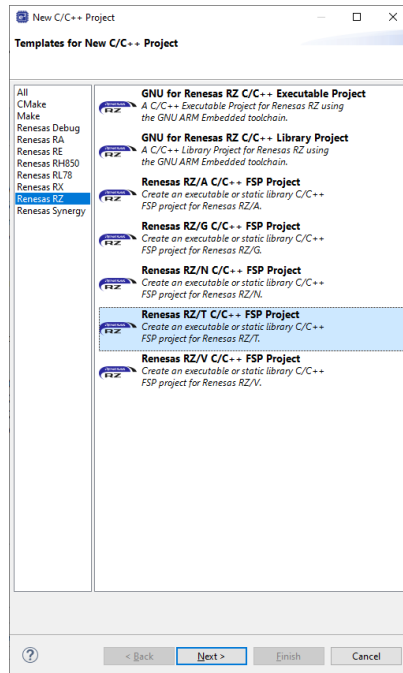 New C/C++ Project
Templates for New C/C++ Project
All
CMake
Make
Renesas Debug
Renesas RA
Renesas RE
Renesas RH850
Renesas RL78
Renesas RX
Renesas RZ
Renesas Synergy
GNU for Renesas RZ C/C++ Executable Project
A C/C++ Executable Project for Renesas RZ using
the GNU ARM Embedded toolchain.
RZ
GNU for Renesas RZ C/C++ Library Project
A C/C++ Library Project for Renesas RZ using
the GNU ARM Embedded toolchain.
RZ
Renesas RZ/A C/C++ FSP Project
Create an executable or static library C/C++
FSP project for Renesas RZ/A.
RZ
Renesas RZ/G C/C++ FSP Project
Create an executable or static library C/C++
FSP project for Renesas RZ/G.
RZ
Renesas RZ/N C/C++ FSP Project
Create an executable or static library C/C++
FSP project for Renesas RZ/N.
RZ
Renesas RZ/T C/C++ FSP Project
Create an executable or static library C/C++
FSP project for Renesas RZ/T.
RZ
Renesas RZ/V C/C++ FSP Project
Create an executable or static library C/C++
FSP project for Renesas RZ/V.
RZ
?
< Back
Next >
Finish
Cancel